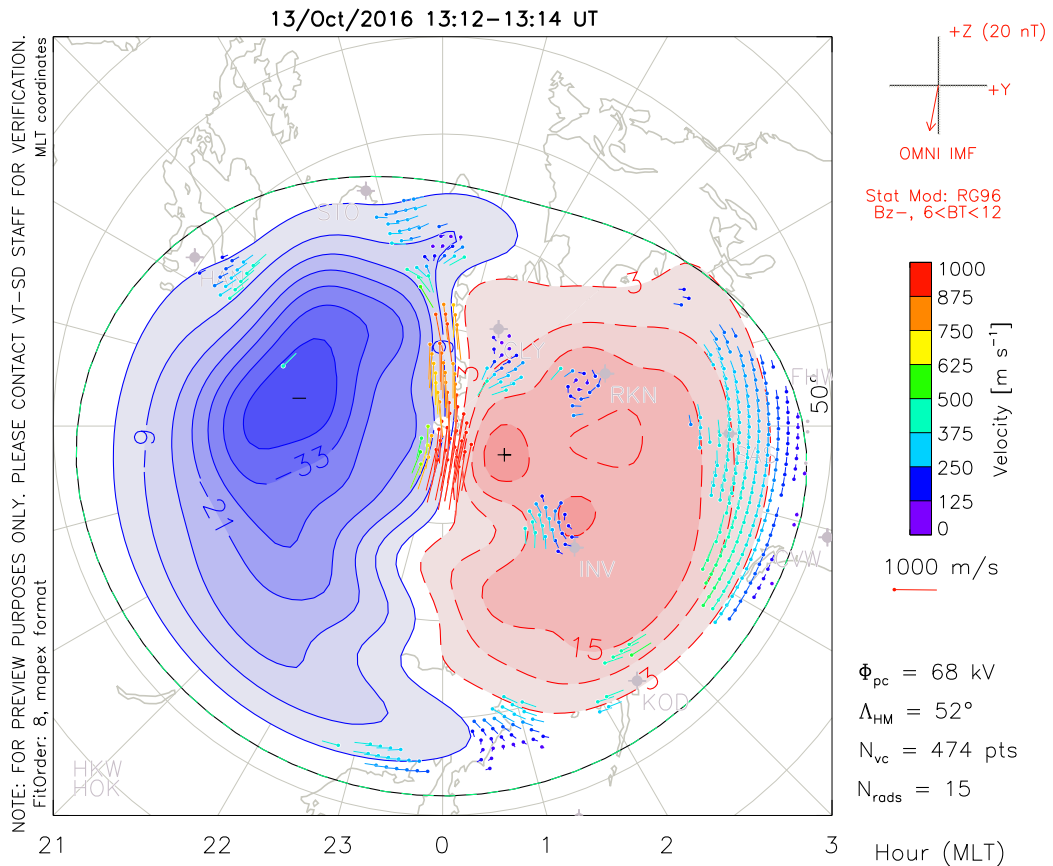 13/Oct/2016 13:12-13:14 UT
NOTE: FOR PREVIEW PURPOSES ONLY. PLEASE CONTACT VT-SD STAFF FOR VERIFICATION.
FitOrder: 8, mapex format
MLT coordinates
+Z (20 nT)
+Y
OMNI IMF
Stat Mod: RG96
Bz-, 6<BT<12
STO
RKN
INV
KOD
CVW
FHW
HKW
HOK
50°
9
21
33
9
3
3
15
3
+
-
1000
875
750
625
500
375
250
125
0
Velocity [m s⁻¹]
1000 m/s
Φpc = 68 kV
ΛHM = 52°
Nvc = 474 pts
Nrads = 15
21
22
23
0
1
2
3
Hour (MLT)